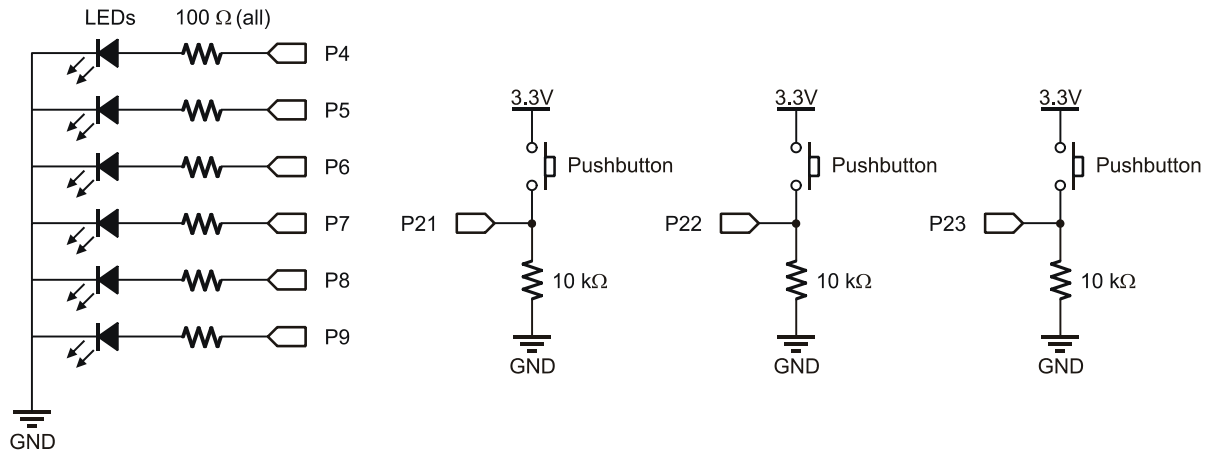 LEDs 100 Ω (all)
P4
P5
P6
P7
P8
P9
GND
3.3V
Pushbutton
P21
10 kΩ
GND
3.3V
Pushbutton
P22
10 kΩ
GND
3.3V
Pushbutton
P23
10 kΩ
GND